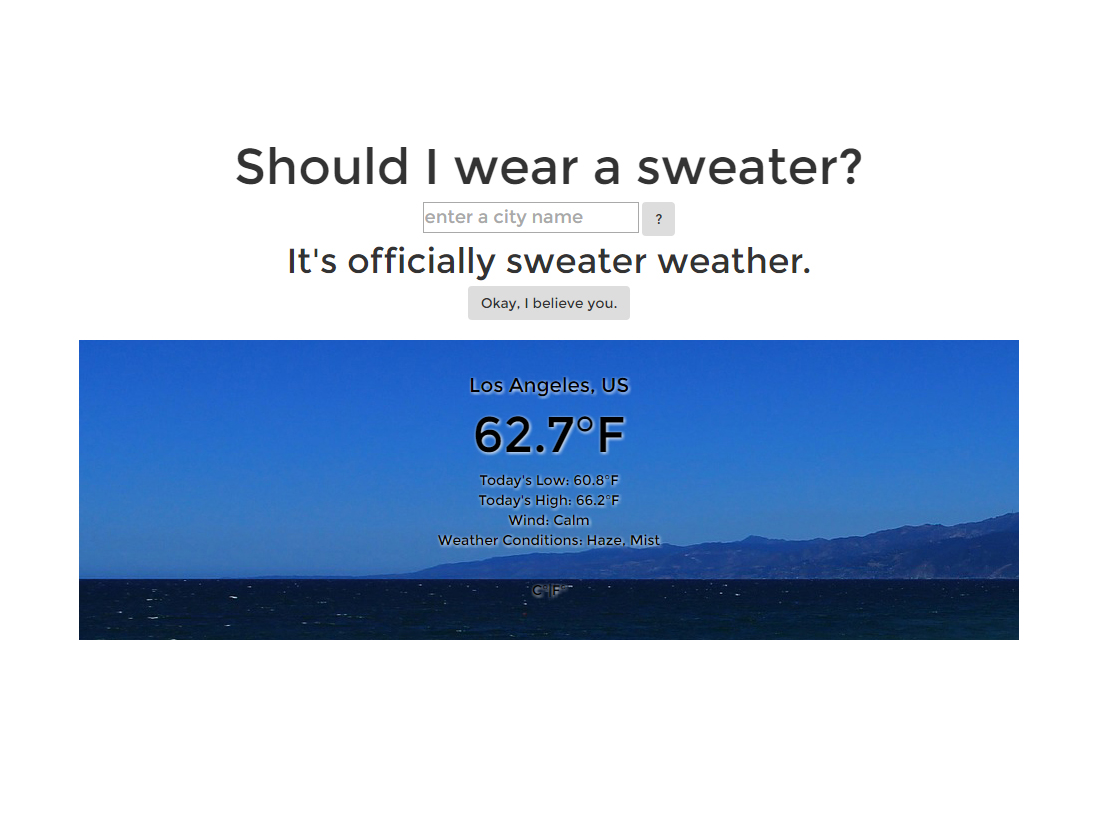 Should I wear a sweater?
enter a city name ?
It's officially sweater weather.
Okay, I believe you.
Los Angeles, US
62.7°F
Today's Low: 60.8°F
Today's High: 66.2°F
Wind: Calm
Weather Conditions: Haze, Mist
C°|F°